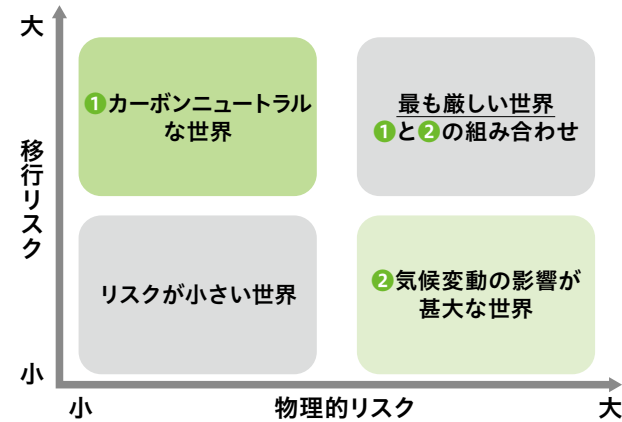 大
移行リスク
小
❶カーボンニュートラル
な世界
最も厳しい世界
❶と❷の組み合わせ
リスクが小さい世界
❷気候変動の影響が
甚大な世界
小
物理的リスク
大